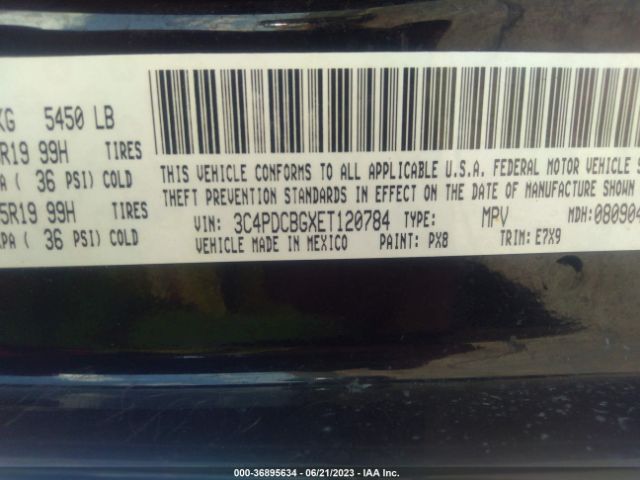 KG 5450 LB
5R19 99H TIRES
PA ( 36 PSI) COLD
5R19 99H TIRES
KPA ( 36 PSI) COLD
THIS VEHICLE CONFORMS TO ALL APPLICABLE U.S.A. FEDERAL MOTOR VEHICLE S
THEFT PREVENTION STANDARDS IN EFFECT ON THE DATE OF MANUFACTURE SHOWN
VIN: 3C4PDCBGXET120784 TYPE: MPV MDH:080904
VEHICLE MADE IN MEXICO PAINT: PX8 TRIM: E7X9
000-36895634 - 06/21/2023 - IAA Inc.